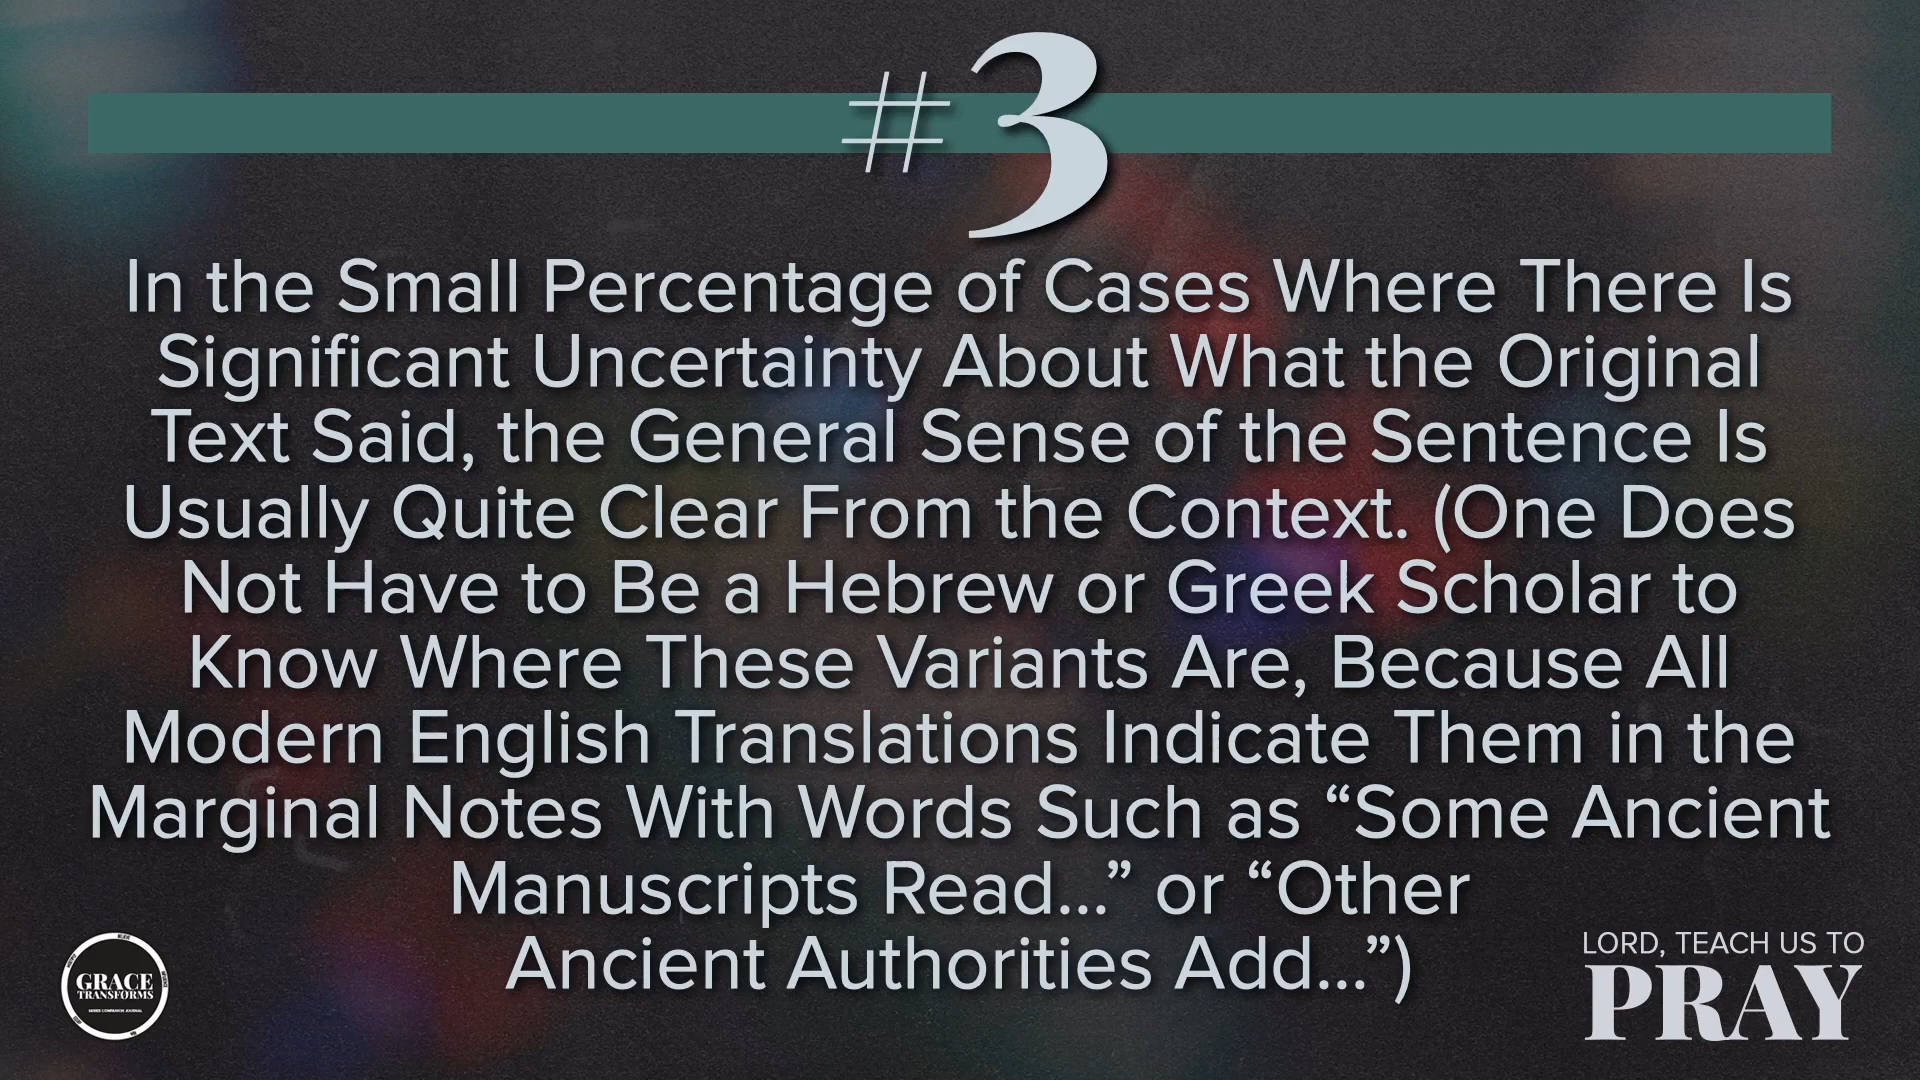 #3
In the Small Percentage of Cases Where There Is
Significant Uncertainty About What the Original
Text Said, the General Sense of the Sentence Is
Usually Quite Clear From the Context. (One Does
Not Have to Be a Hebrew or Greek Scholar to
Know Where These Variants Are, Because All
Modern English Translations Indicate Them in the
Marginal Notes With Words Such as “Some Ancient
Manuscripts Read...” or “Other
Ancient Authorities Add...”)
GRACE
TRANSFORMS
SERIES COMPANION JOURNAL
LORD, TEACH US TO
PRAY